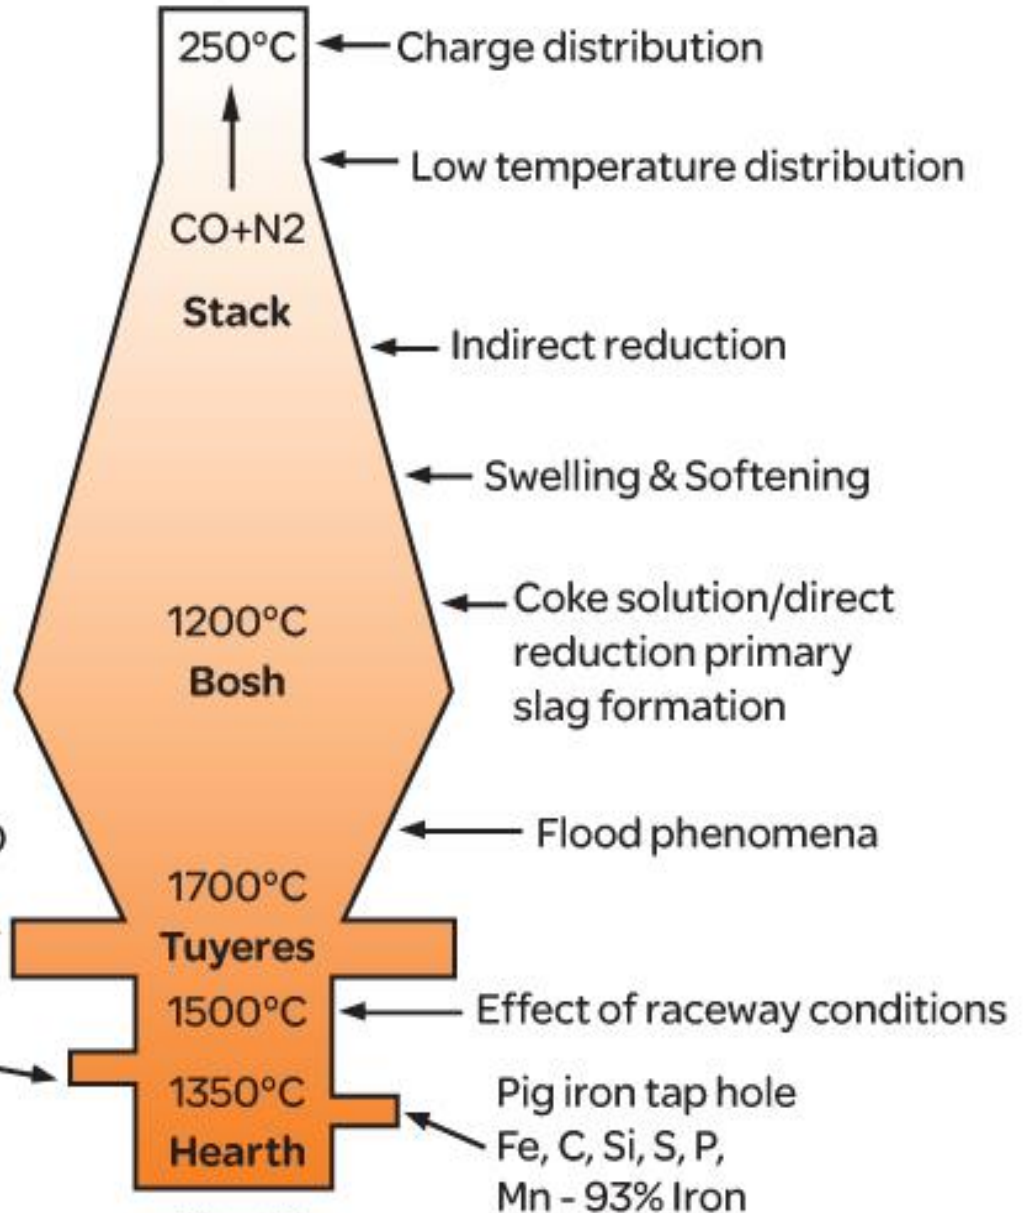 250°C
Charge distribution
Low temperature distribution
CO+N2
Stack
Indirect reduction
Swelling & Softening
Coke solution/direct
1200°C
reduction primary
Bosh
slag formation
Flood phenomena
1700°C
Tuyeres
1500°C
Effect of raceway conditions
1350°C
Pig iron tap hole
Hearth
Fe, C, Si, S, P,
Mn - 93% Iron